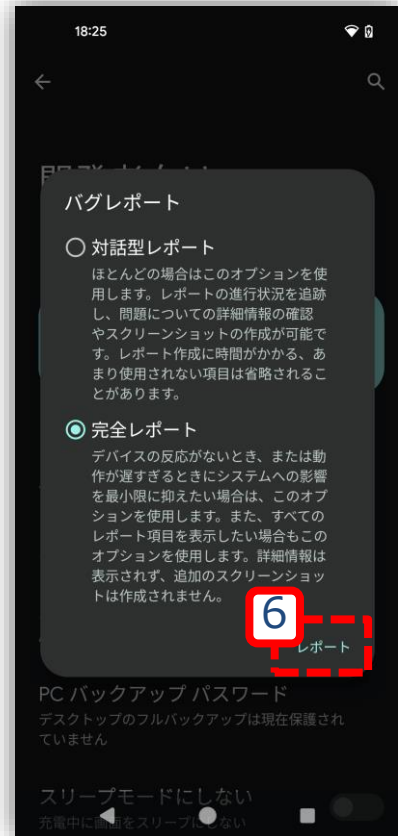 18:25
開発者向け
バグレポート
対話型レポート
ほとんどの場合はこのオプションを使
用します。レポートの進行状況を追跡
し、問題についての詳細情報の確認
やスクリーンショットの作成が可能で
す。レポート作成に時間がかかる、あ
まり使用されない項目は省略されるこ
とがあります。
完全レポート
デバイスの反応がないとき、または動
作が遅すぎるときにシステムへの影響
を最小限に抑えたい場合は、このオプ
ションを使用します。また、すべての
レポート項目を表示したい場合もこの
オプションを使用します。詳細情報は
表示されず、追加のスクリーンショッ
トは作成されません。
6
レポート
PC バックアップ パスワード
デスクトップのフルバックアップは現在保護され
ていません
スリープモードにしない
充電中に画面をスリープにしない